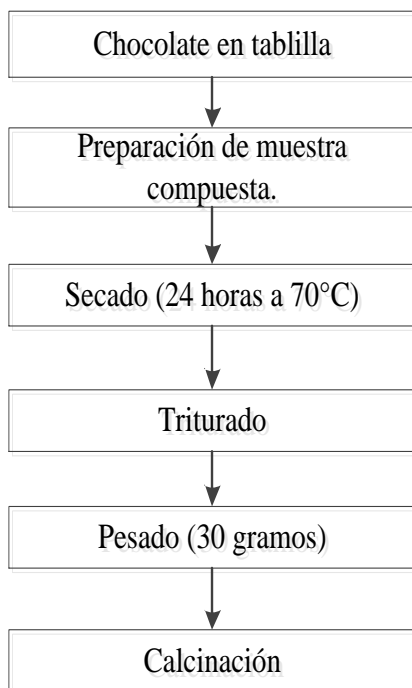 Chocolate en tablilla
Preparación de muestra
compuesta.
Secado (24 horas a 70°C)
Triturado
Pesado (30 gramos)
Calcinación